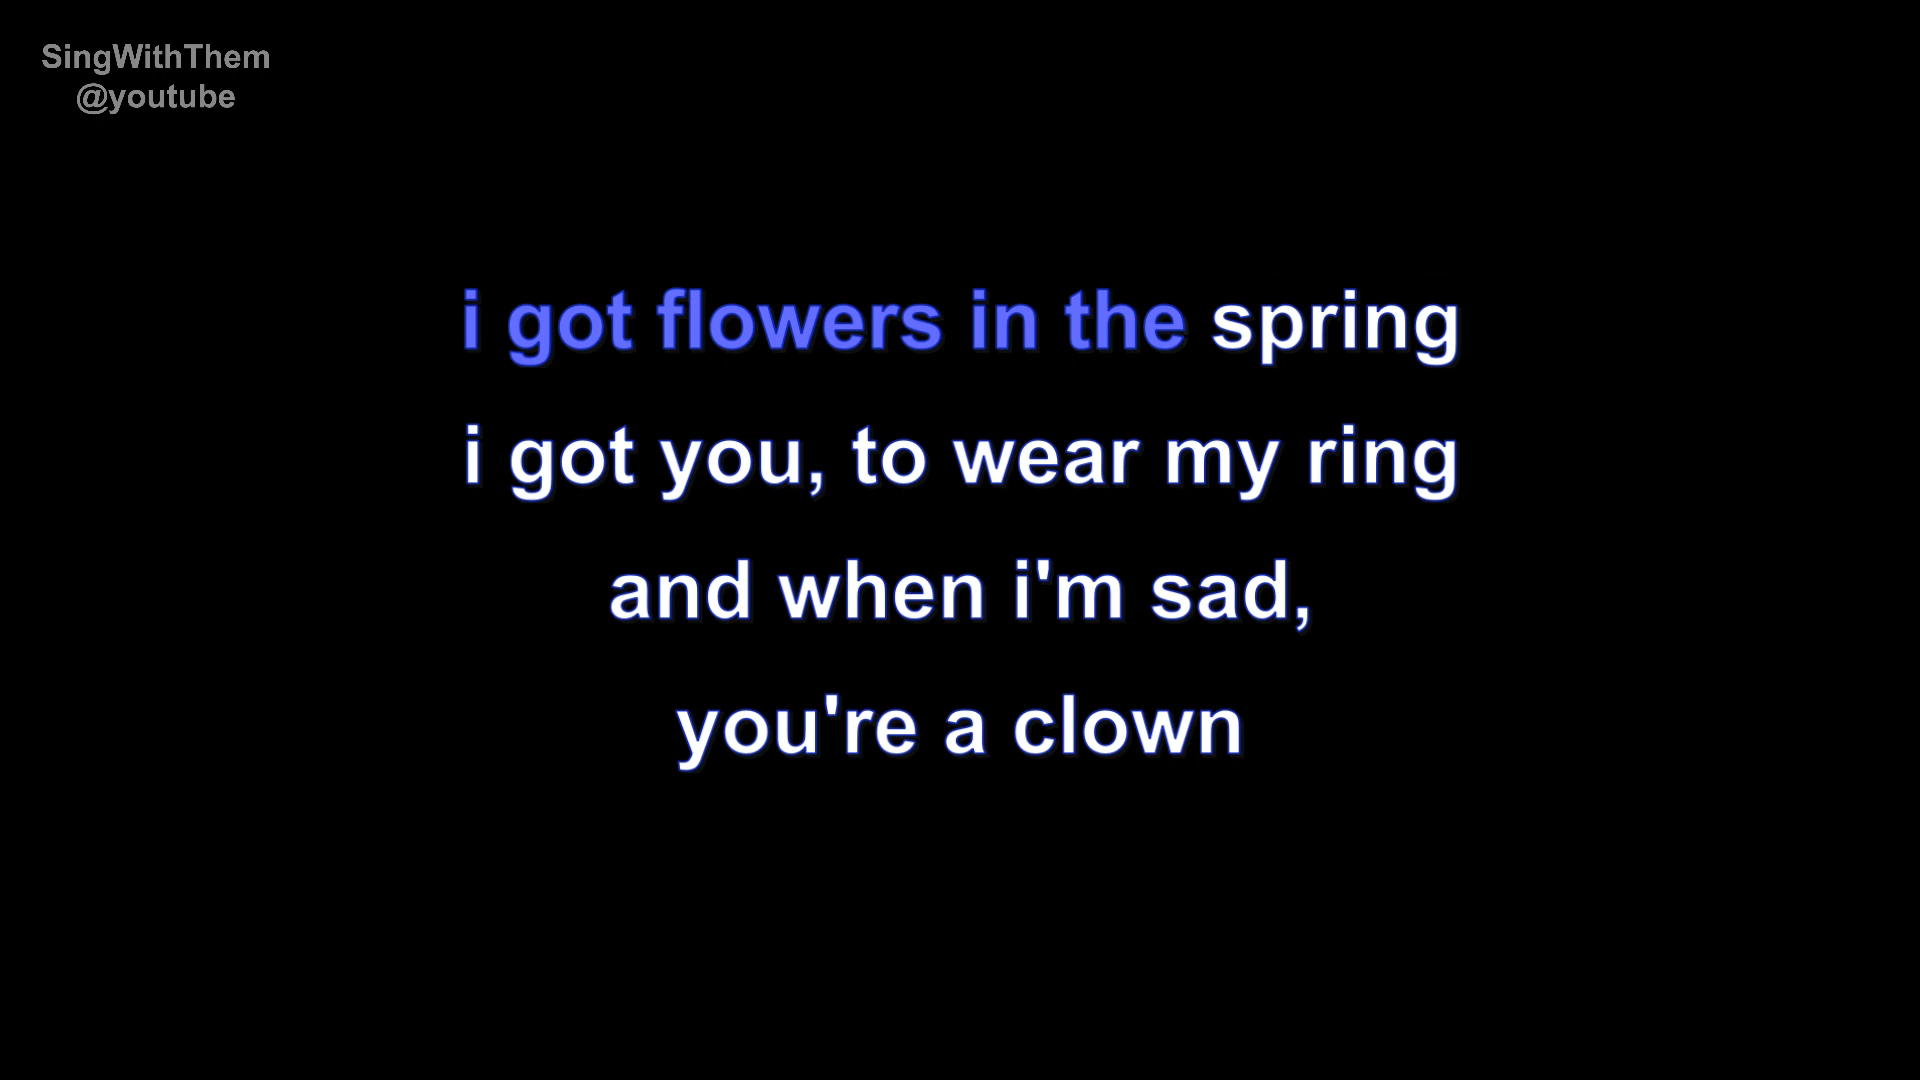 SingWithThem
@youtube
i got flowers in the spring
i got you, to wear my ring
and when i'm sad,
you're a clown